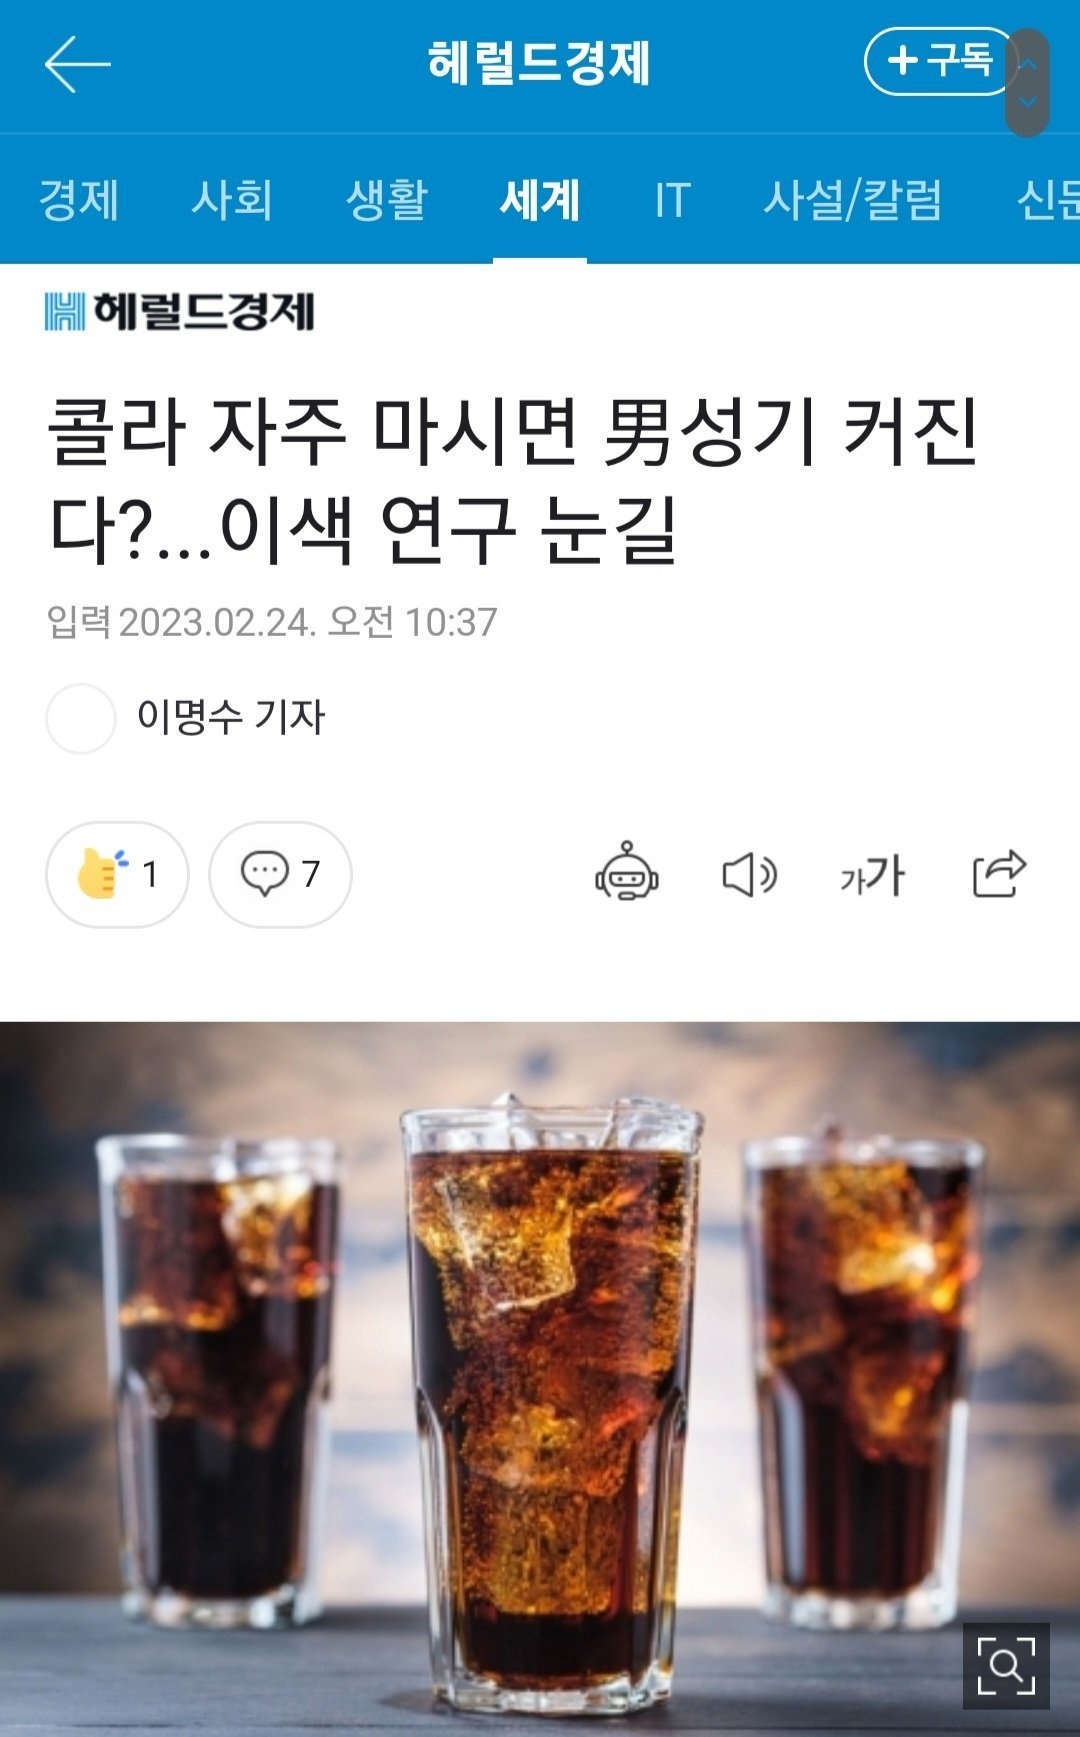 헤럴드경제
+ 구독
경제 사회 생활 세계 IT 사설/칼럼
헤럴드경제
콜라 자주 마시면 男성기 커진
다?...이색 연구 눈길
입력 2023.02.24. 오전 10:37
이명수 기자
1 7 가가